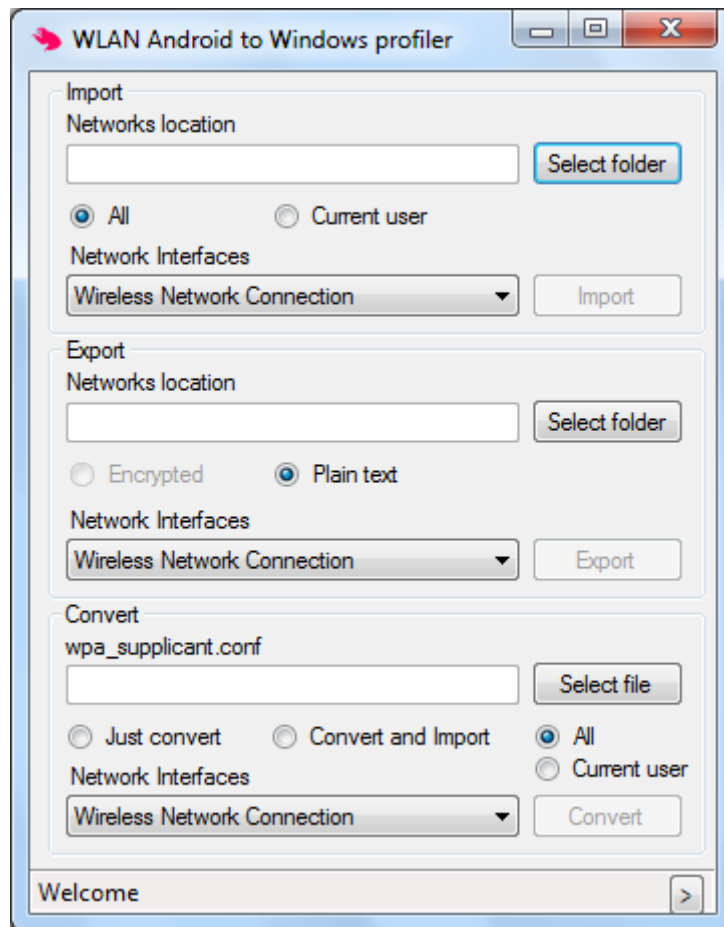 WLAN Android to Windows profiler
Import
Networks location
Select folder
All Current user
Network Interfaces
Wireless Network Connection Import
Export
Networks location
Select folder
Encrypted Plain text
Network Interfaces
Wireless Network Connection Export
Convert
wpa_supplicant.conf
Select file
Just convert Convert and Import All
Current user
Network Interfaces
Wireless Network Connection Convert
Welcome >